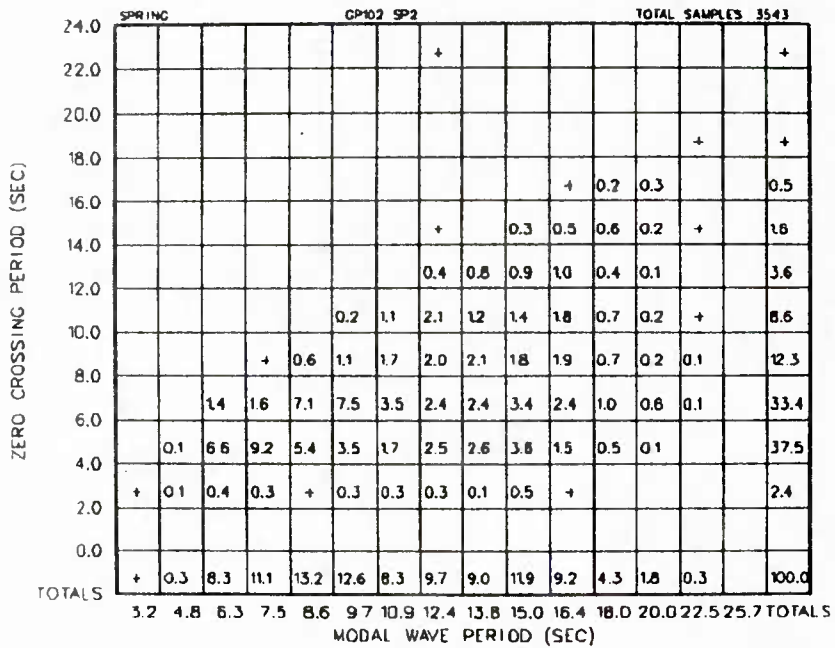 SPRING GP102 SP2 TOTAL SAMPLES 3543
24.0
+ +
22.0
20.0
+ +
18.0
+ 0.2 0.3 0.5
16.0
+ 0.3 0.5 0.6 0.2 + 1.6
14.0
0.4 0.8 0.9 1.0 0.4 0.1 3.6
12.0
0.2 1.1 2.1 1.2 1.4 1.8 0.7 0.2 + 8.6
10.0
+ 0.6 1.1 1.7 2.0 2.1 1.8 1.9 0.7 0.2 0.1 12.3
8.0
1.4 1.6 7.1 7.5 3.5 2.4 2.4 3.4 2.4 1.0 0.6 0.1 33.4
6.0
0.1 6.6 9.2 5.4 3.5 1.7 2.5 2.6 3.8 1.5 0.5 0.1 37.5
4.0
+ 0.1 0.4 0.3 + 0.3 0.3 0.3 0.1 0.5 + 2.4
2.0
0.0
TOTALS + 0.3 8.3 11.1 13.2 12.6 8.3 9.7 9.0 11.9 9.2 4.3 1.8 0.3 100.0
3.2 4.8 6.3 7.5 8.6 9.7 10.9 12.4 13.8 15.0 16.4 18.0 20.0 22.5 25.7 TOTALS
MODAL WAVE PERIOD (SEC)
ZERO CROSSING PERIOD (SEC)